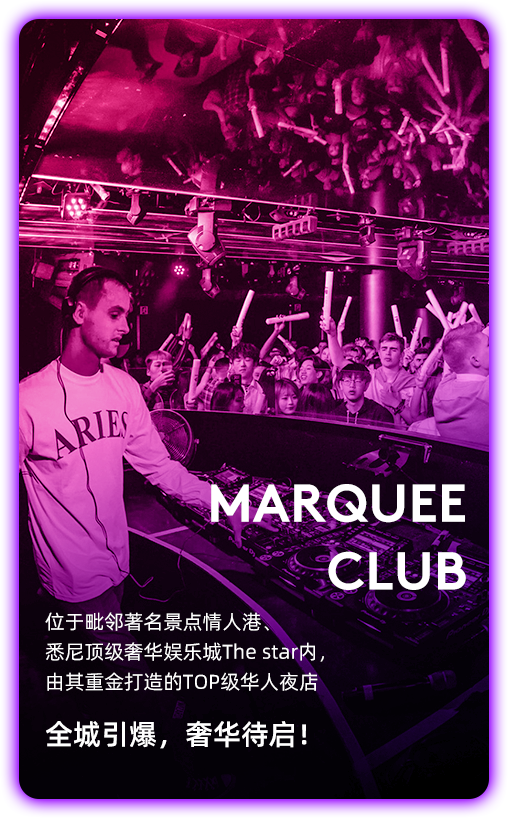 ARIES
MARQUEE
CLUB
位于毗邻著名景点情人港、
悉尼顶级奢华娱乐城The star内，
由其重金打造的TOP级华人夜店
全城引爆，奢华待启！